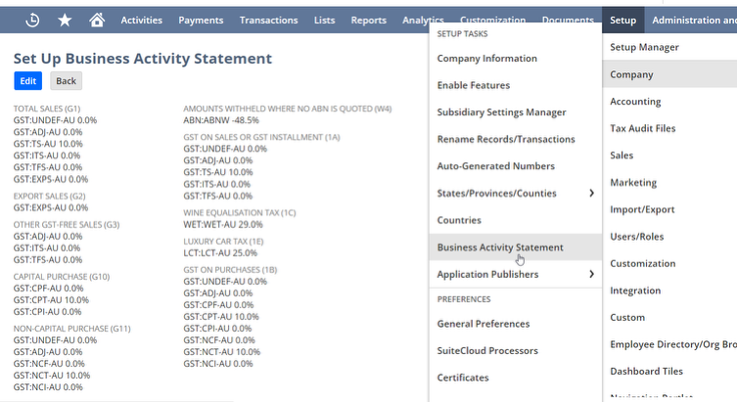 Activities Payments Transactions Lists Reports Analytics Customization Documents Setup Administration and
Set Up Business Activity Statement
Edit Back
TOTAL SALES (G1)
GST:UNDEF-AU 0.0%
GST:ADJ-AU 0.0%
GST:TS-AU 10.0%
GST:ITS-AU 0.0%
GST:TFS-AU 0.0%
GST:EXPS-AU 0.0%
EXPORT SALES (G2)
GST:EXPS-AU 0.0%
OTHER GST-FREE SALES (G3)
GST:ADJ-AU 0.0%
GST:ITS-AU 0.0%
GST:TFS-AU 0.0%
CAPITAL PURCHASE (G10)
GST:CPF-AU 0.0%
GST:CPT-AU 10.0%
GST:CPI-AU 0.0%
NON-CAPITAL PURCHASE (G11)
GST:UNDEF-AU 0.0%
GST:ADJ-AU 0.0%
GST:NCF-AU 0.0%
GST:NCT-AU 10.0%
GST:NCI-AU 0.0%
AMOUNTS WITHHELD WHERE NO ABN IS QUOTED (W4)
ABN:ABNW -48.5%
GST ON SALES OR GST INSTALLMENT (1A)
GST:UNDEF-AU 0.0%
GST:ADJ-AU 0.0%
GST:TS-AU 10.0%
GST:ITS-AU 0.0%
GST:TFS-AU 0.0%
WINE EQUALISATION TAX (1C)
WET:WET-AU 29.0%
LUXURY CAR TAX (1E)
LCT:LCT-AU 25.0%
GST ON PURCHASES (1B)
GST:UNDEF-AU 0.0%
GST:ADJ-AU 0.0%
GST:CPF-AU 0.0%
GST:CPT-AU 10.0%
GST:CPI-AU 0.0%
GST:NCF-AU 0.0%
GST:NCT-AU 10.0%
GST:NCI-AU 0.0%
SETUP TASKS
Company Information
Enable Features
Subsidiary Settings Manager
Rename Records/Transactions
Auto-Generated Numbers
States/Provinces/Counties
Countries
Business Activity Statement
Application Publishers
PREFERENCES
General Preferences
SuiteCloud Processors
Certificates
Setup Manager
Company
Accounting
Tax Audit Files
Sales
Marketing
Import/Export
Users/Roles
Customization
Integration
Custom
Employee Directory/Org Bro
Dashboard Tiles
Navigation Portlet